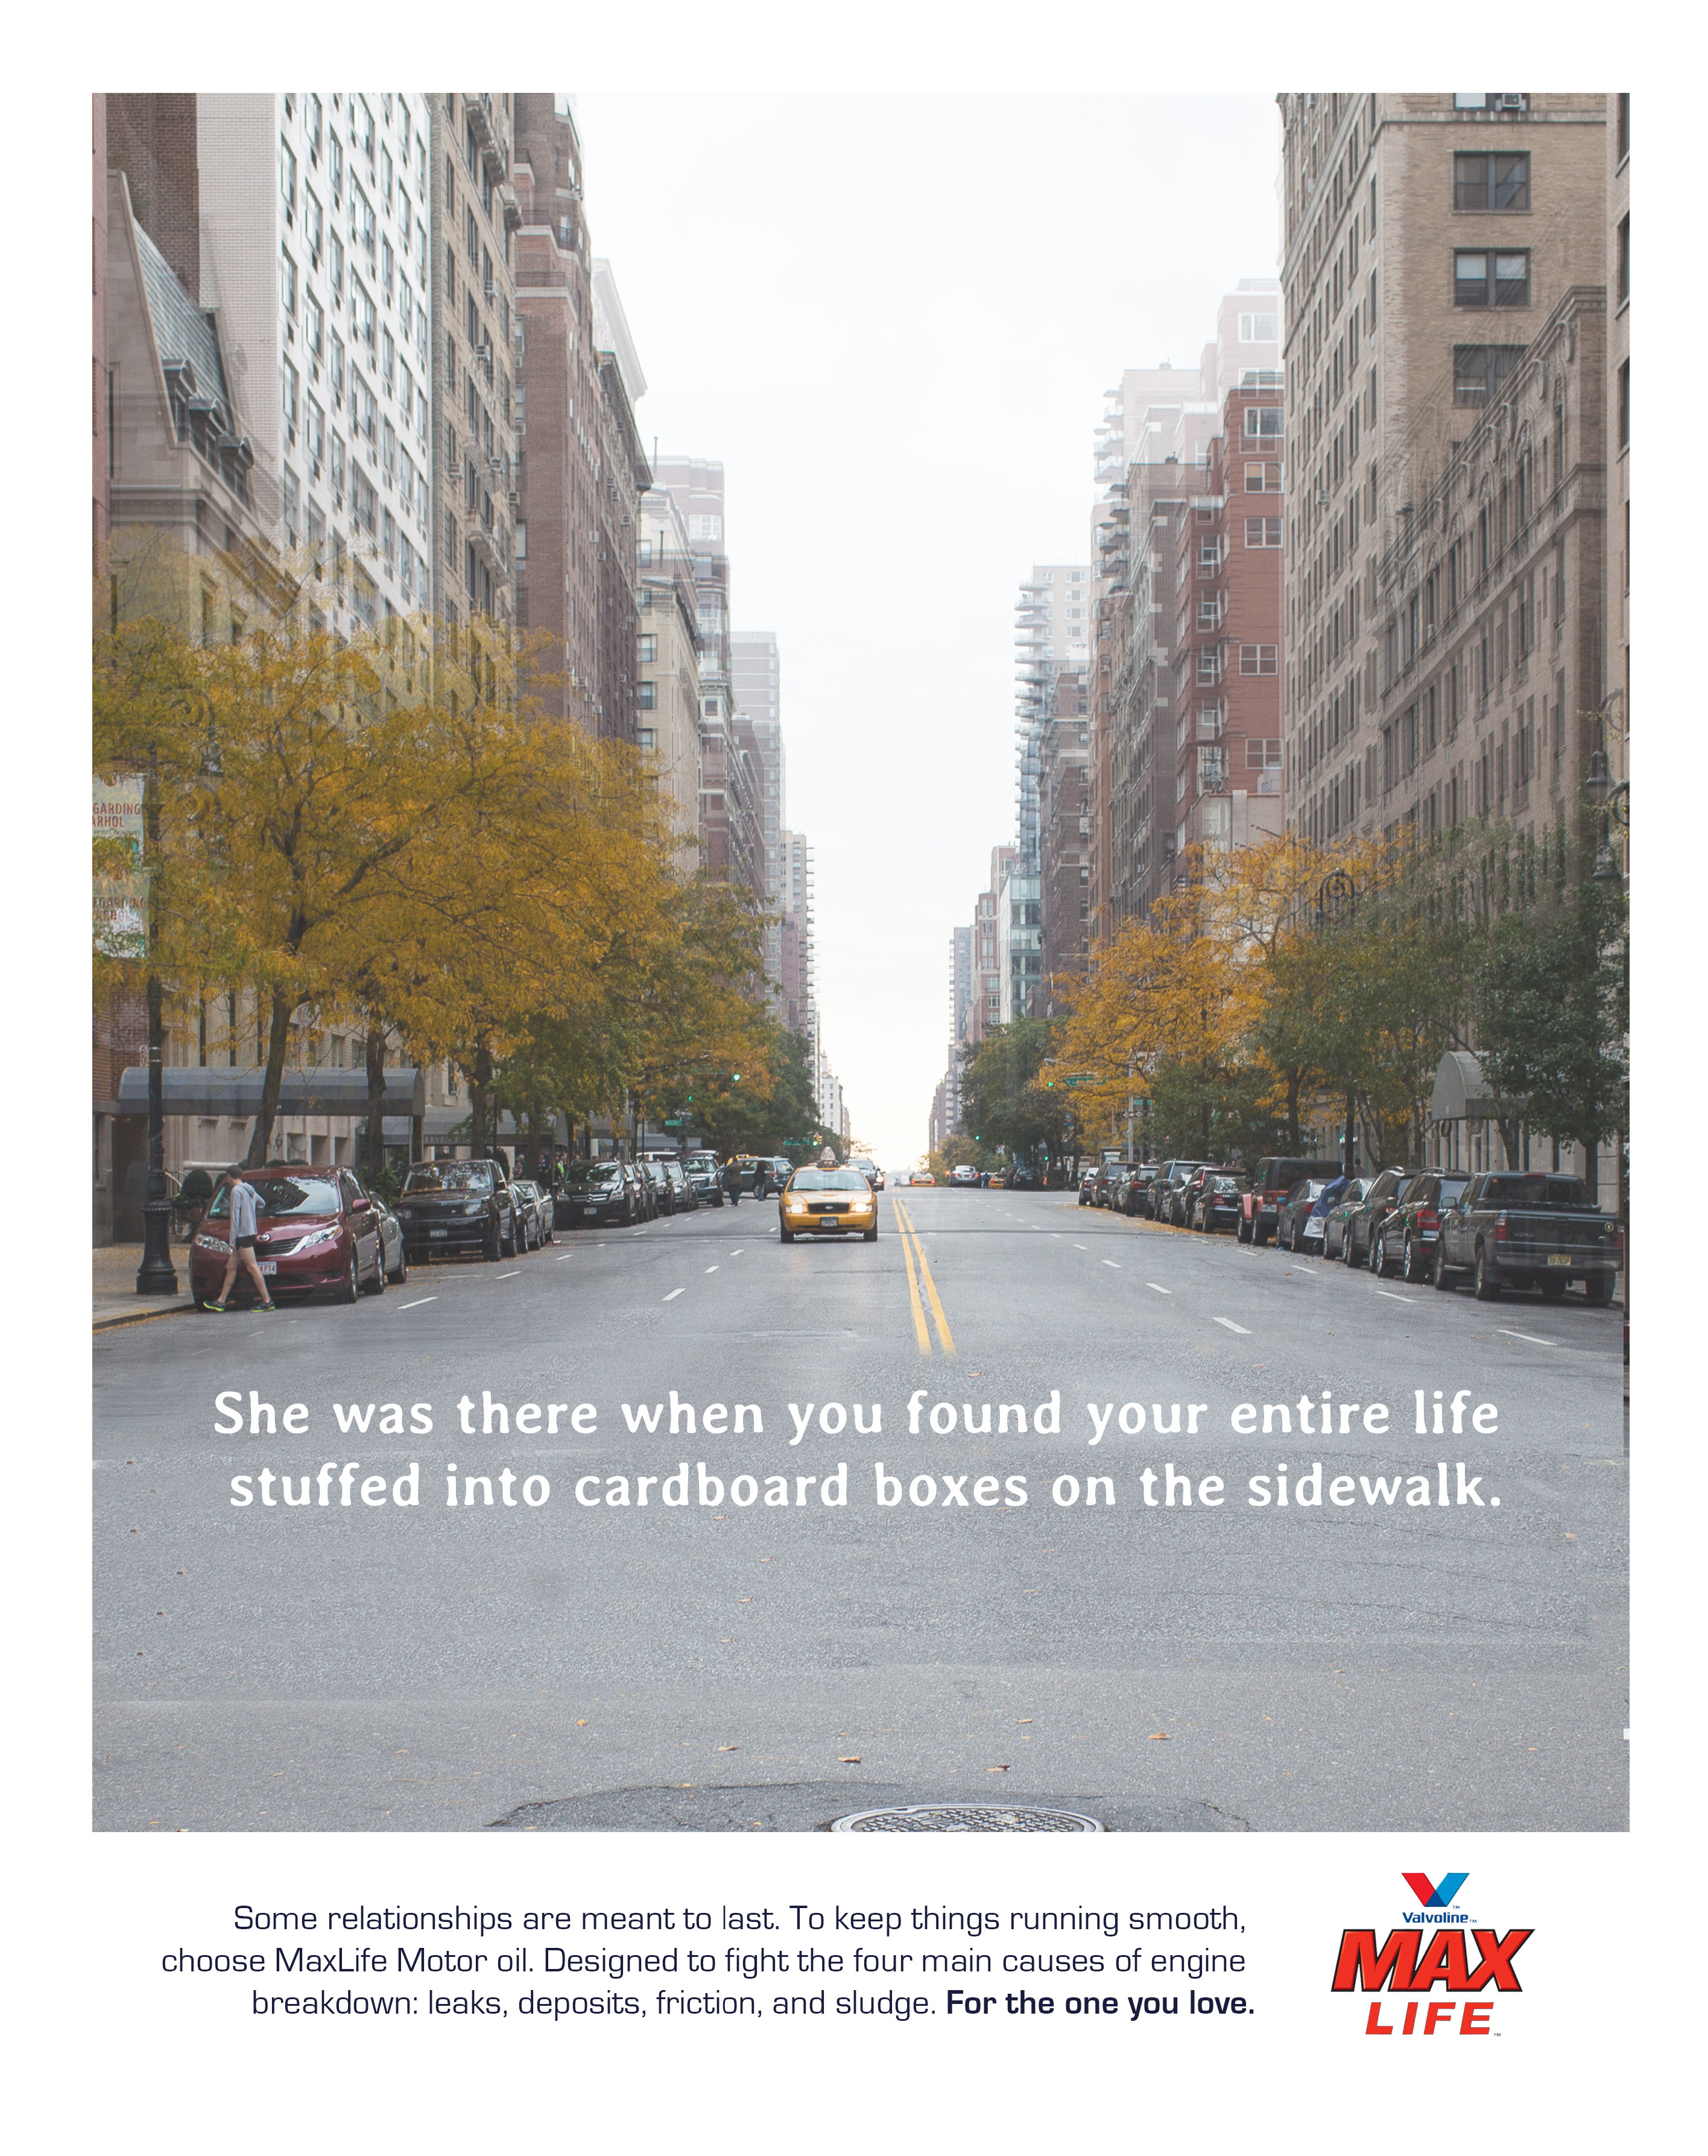 GARDING
ARHOL
She was there when you found your entire life
stuffed into cardboard boxes on the sidewalk.
Some relationships are meant to last. To keep things running smooth,
choose MaxLife Motor oil. Designed to fight the four main causes of engine
breakdown: leaks, deposits, friction, and sludge. For the one you love.
Valvoline™
MAX
LIFE™